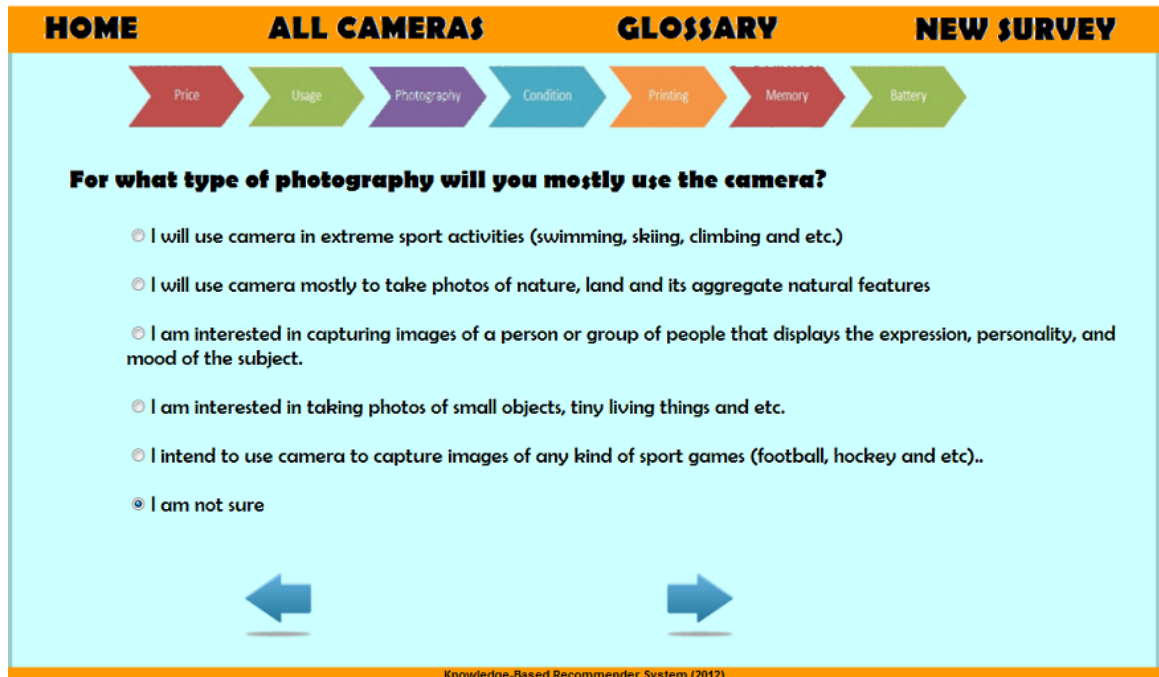 HOME ALL CAMERAS GLOSSARY NEW SURVEY
Price Usage Photography Condition Printing Memory Battery
For what type of photography will you mostly use the camera?
I will use camera in extreme sport activities (swimming, skiing, climbing and etc.)
I will use camera mostly to take photos of nature, land and its aggregate natural features
I am interested in capturing images of a person or group of people that displays the expression, personality, and
mood of the subject.
I am interested in taking photos of small objects, tiny living things and etc.
I intend to use camera to capture images of any kind of sport games (football, hockey and etc)..
I am not sure
Knowledge-Based Recommender System (2012)